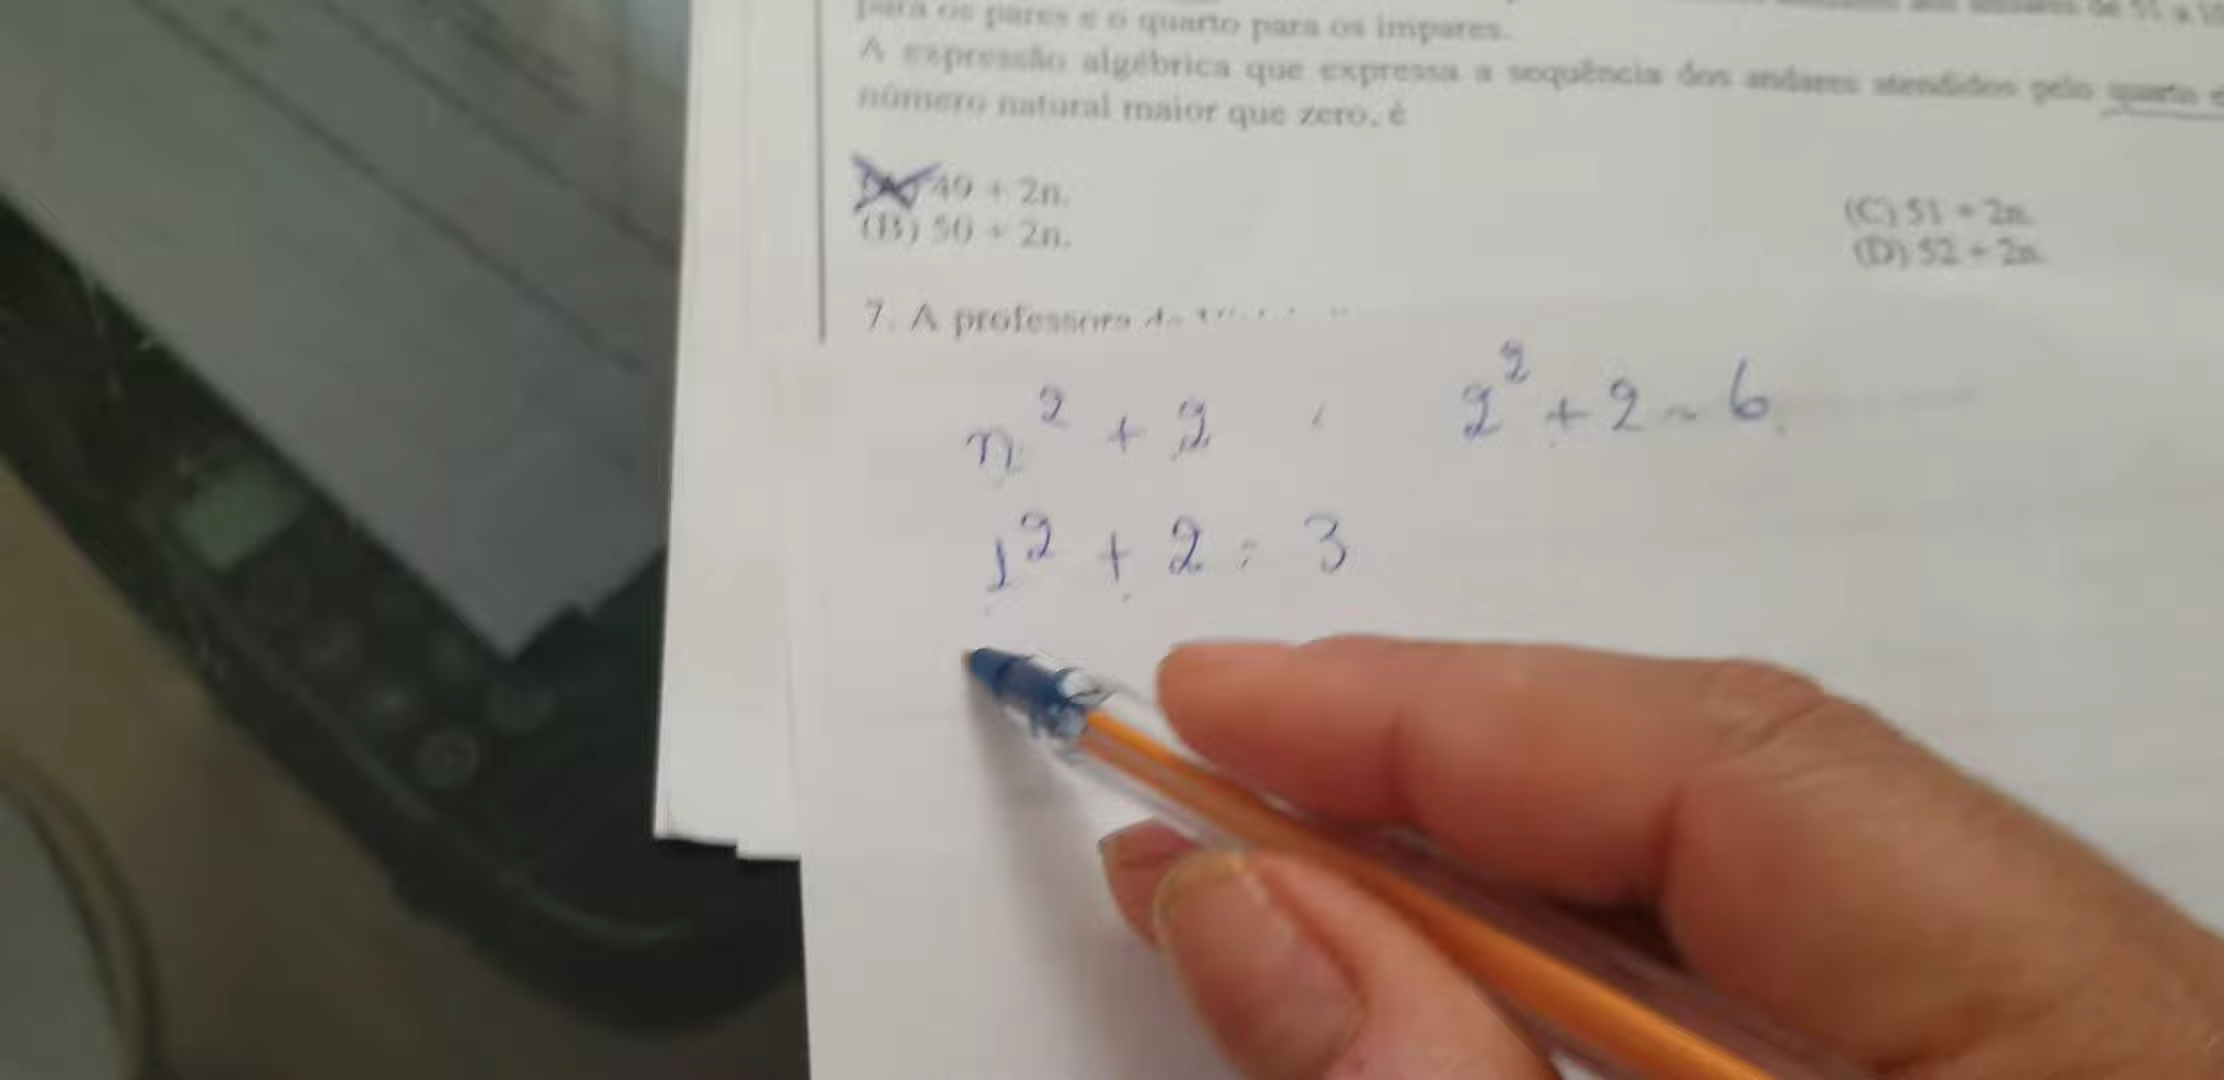 para os pares e o quarto para os ímpares.
A expressão algébrica que expressa a sequência dos andares atendidos pelo quarto
número natural maior que zero, é
(A) 49 + 2n.
(B) 50 + 2n.
(C) 51 + 2n.
(D) 52 + 2n.
7. A professora de
n² + 2
2² + 2 = 6
1² + 2 = 3